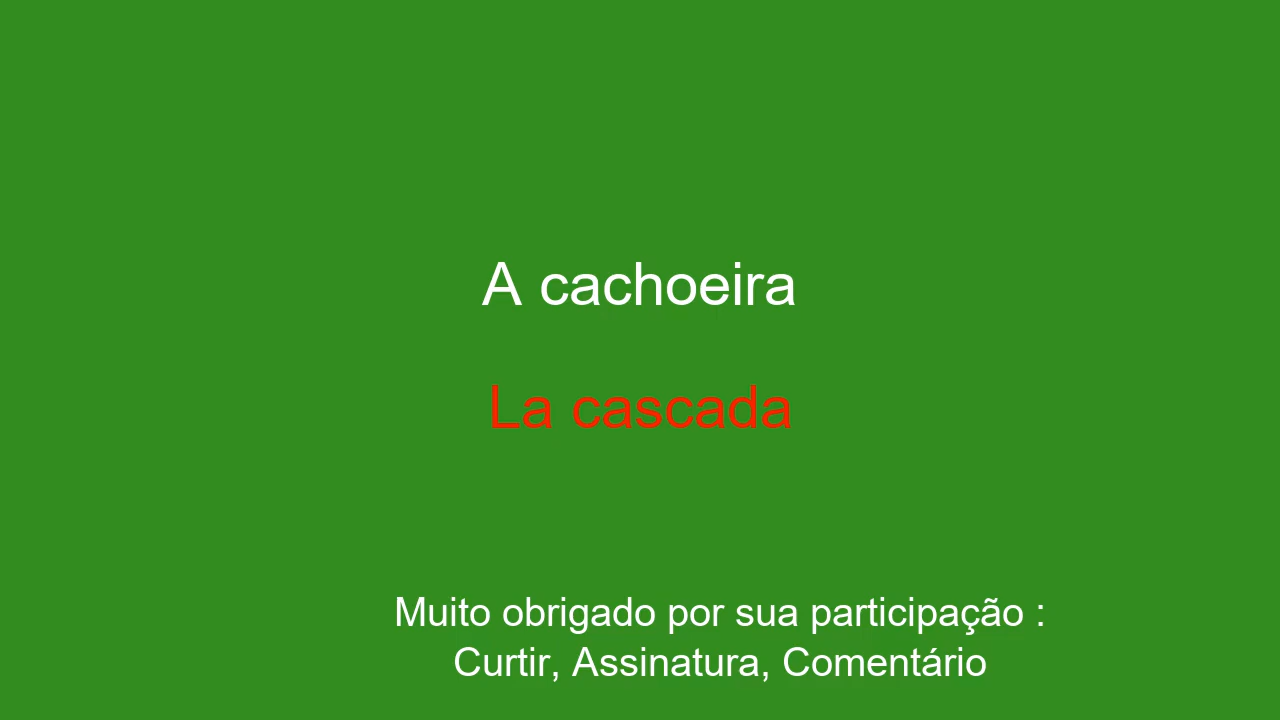 A cachoeira
La cascada
Muito obrigado por sua participação :
Curtir, Assinatura, Comentário